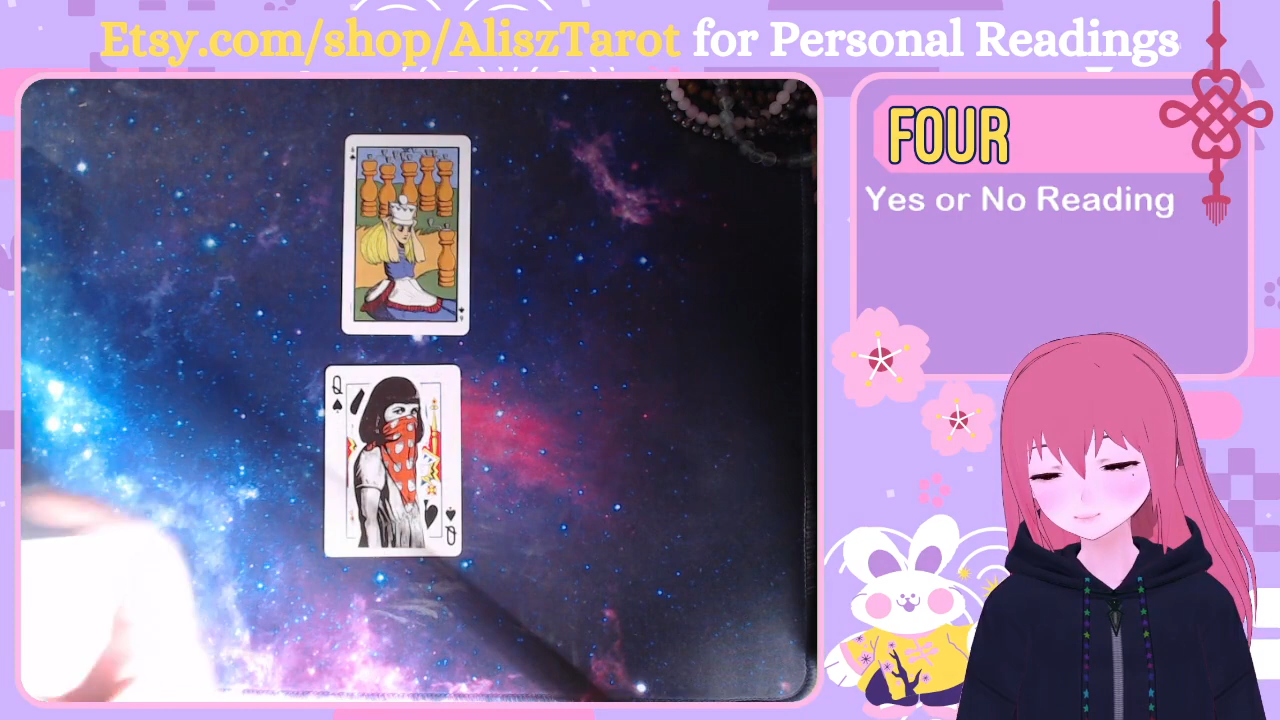 Etsy.com/shop/AliszTarot for Personal Readings
FOUR
Yes or No Reading
Q
Q